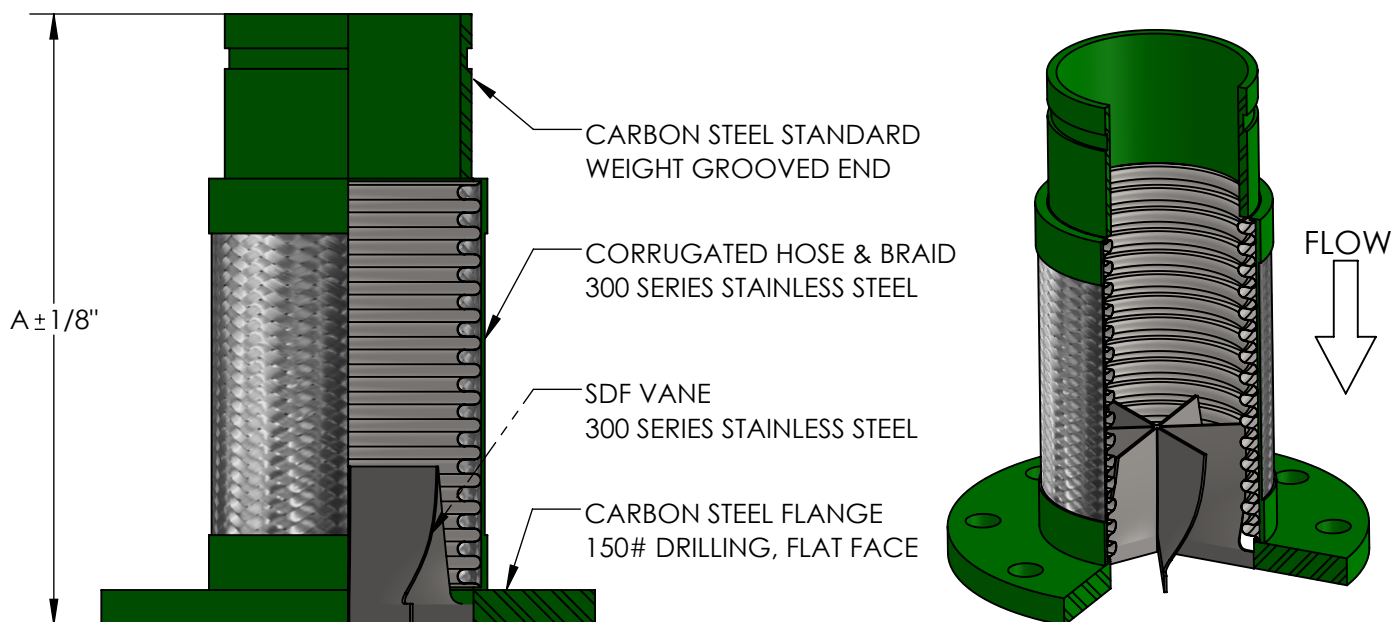 A ± 1/8"
CARBON STEEL STANDARD
WEIGHT GROOVED END
CORRUGATED HOSE & BRAID
300 SERIES STAINLESS STEEL
SDF VANE
300 SERIES STAINLESS STEEL
CARBON STEEL FLANGE
150# DRILLING, FLAT FACE
FLOW